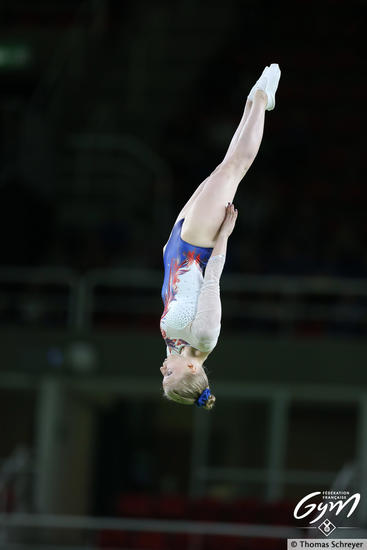 FÉDÉRATION
FRANÇAISE
Gym
© Thomas Schreyer